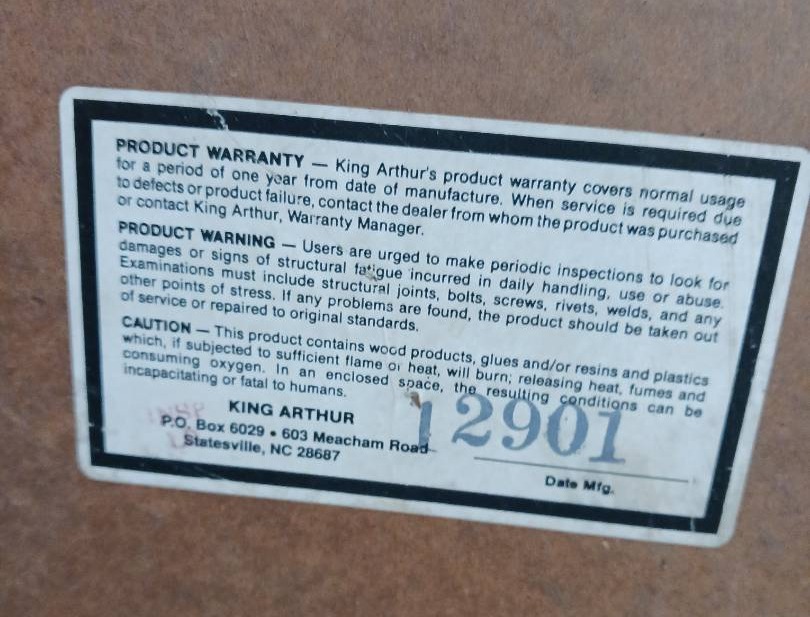 PRODUCT WARRANTY — King Arthur's product warranty covers normal usage
for a period of one year from date of manufacture. When service is required due
to defects or product failure, contact the dealer from whom the product was purchased
or contact King Arthur, Warranty Manager.
PRODUCT WARNING — Users are urged to make periodic inspections to look for
damages or signs of structural fatigue incurred in daily handling, use or abuse.
Examinations must include structural joints, bolts, screws, rivets, welds, and any
other points of stress. If any problems are found, the product should be taken out
of service or repaired to original standards.
CAUTION — This product contains wood products, glues and/or resins and plastics
which, if subjected to sufficient flame or heat, will burn; releasing heat, fumes and
consuming oxygen. In an enclosed space, the resulting conditions can be
incapacitating or fatal to humans.
KING ARTHUR
P.O. Box 6029 • 603 Meacham Road
Statesville, NC 28687
12901
Date Mfg.